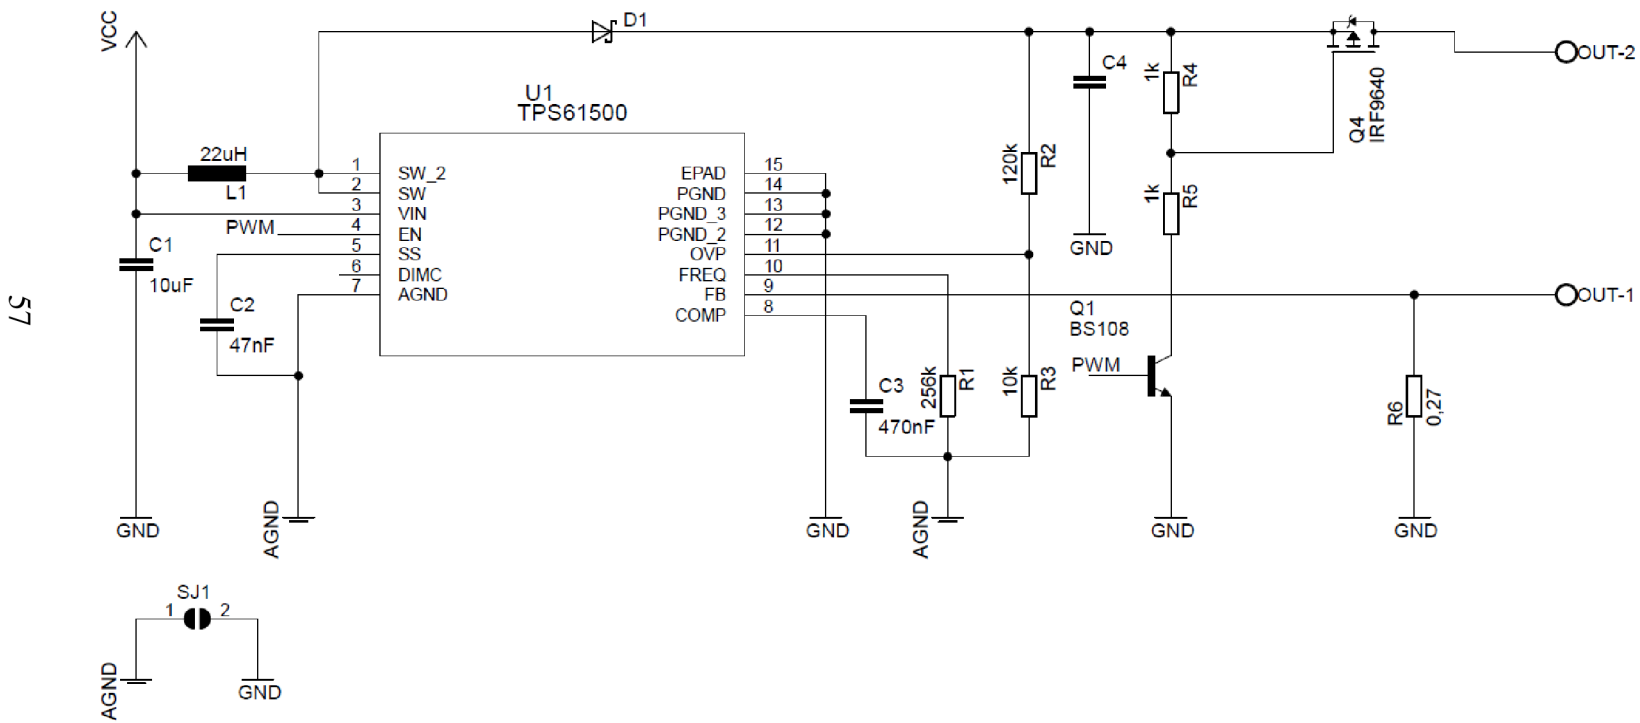 VCC
D1
OUT-2
C4
1k
R4
Q4
IRF9640
U1
TPS61500
22uH
L1
1
SW_2
EPAD
15
2
SW
PGND
14
3
VIN
PGND_3
13
PWM
4
EN
PGND_2
12
5
SS
OVP
11
6
DIMC
FREQ
10
7
AGND
FB
9
COMP
8
120k
R2
1k
R5
GND
C1
10uF
C2
47nF
OUT-1
Q1
BS108
PWM
C3
470nF
256k
R1
10k
R3
R6
0,27
57
GND
AGND
GND
AGND
GND
GND
SJ1
1
2
AGND
GND